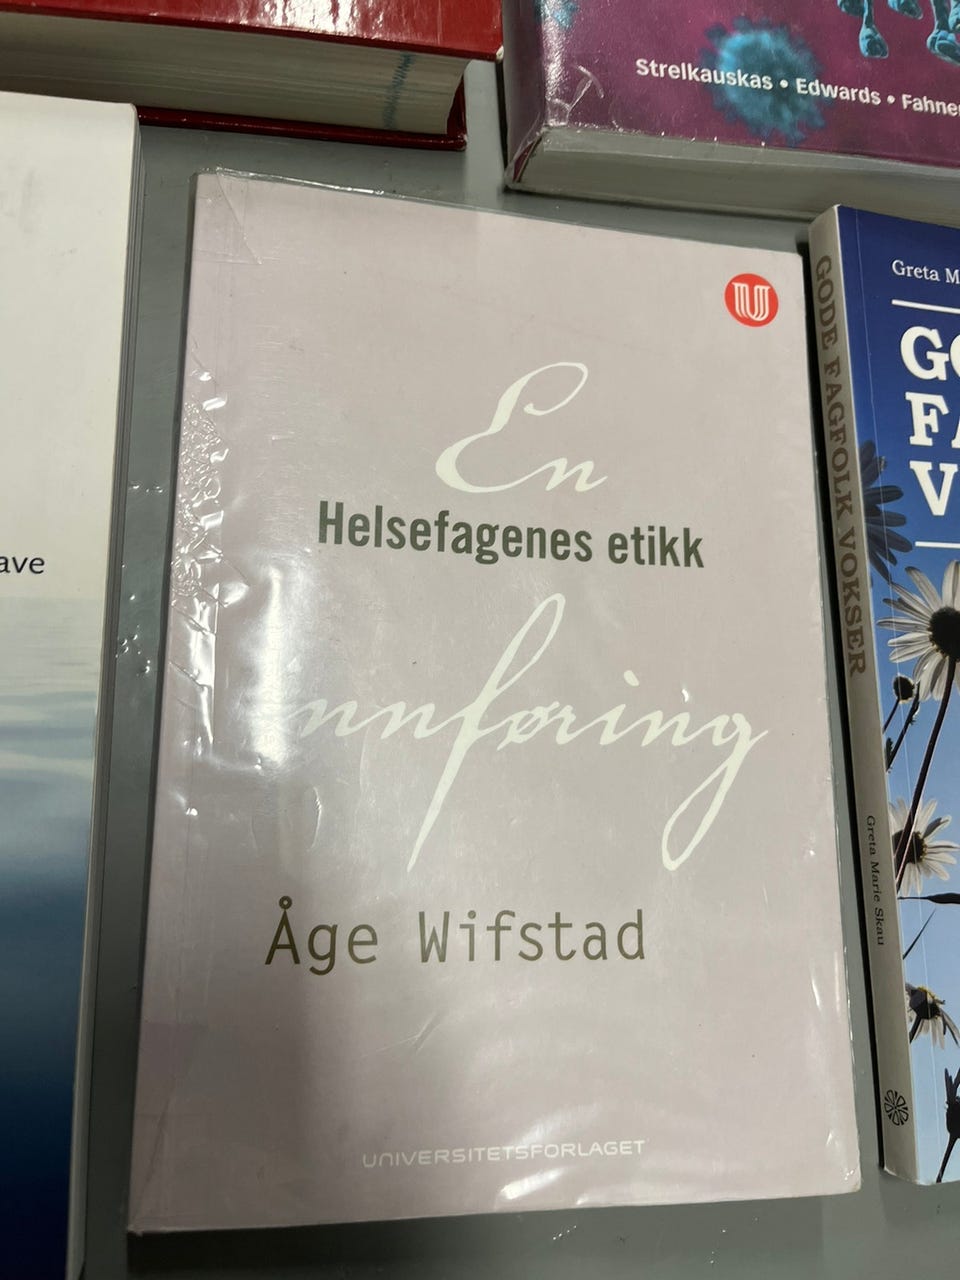 Strelkauskas • Edwards • Fahner
ave
U
En
Helsefagenes etikk
innføring
Åge Wifstad
UNIVERSITETSFORLAGET
GODE FAGFOLK VOKSER
Greta Marie Skau
Greta M
GO
FA
V